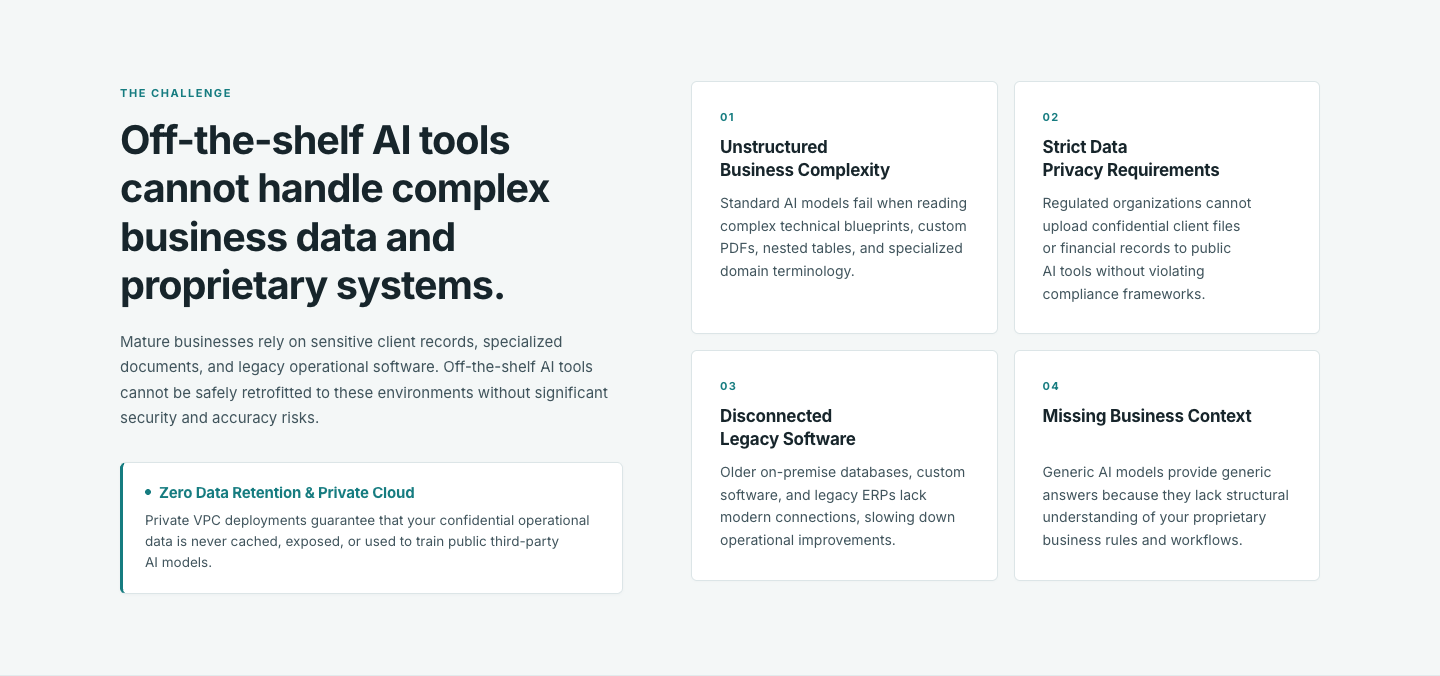 THE CHALLENGE
Off-the-shelf AI tools
cannot handle complex
business data and
proprietary systems.
Mature businesses rely on sensitive client records, specialized
documents, and legacy operational software. Off-the-shelf AI tools
cannot be safely retrofitted to these environments without significant
security and accuracy risks.
Zero Data Retention & Private Cloud
Private VPC deployments guarantee that your confidential operational
data is never cached, exposed, or used to train public third-party
AI models.
01
Unstructured
Business Complexity
Standard AI models fail when reading
complex technical blueprints, custom
PDFs, nested tables, and specialized
domain terminology.
02
Strict Data
Privacy Requirements
Regulated organizations cannot
upload confidential client files
or financial records to public
AI tools without violating
compliance frameworks.
03
Disconnected
Legacy Software
Older on-premise databases, custom
software, and legacy ERPs lack
modern connections, slowing down
operational improvements.
04
Missing Business Context
Generic AI models provide generic
answers because they lack structural
understanding of your proprietary
business rules and workflows.